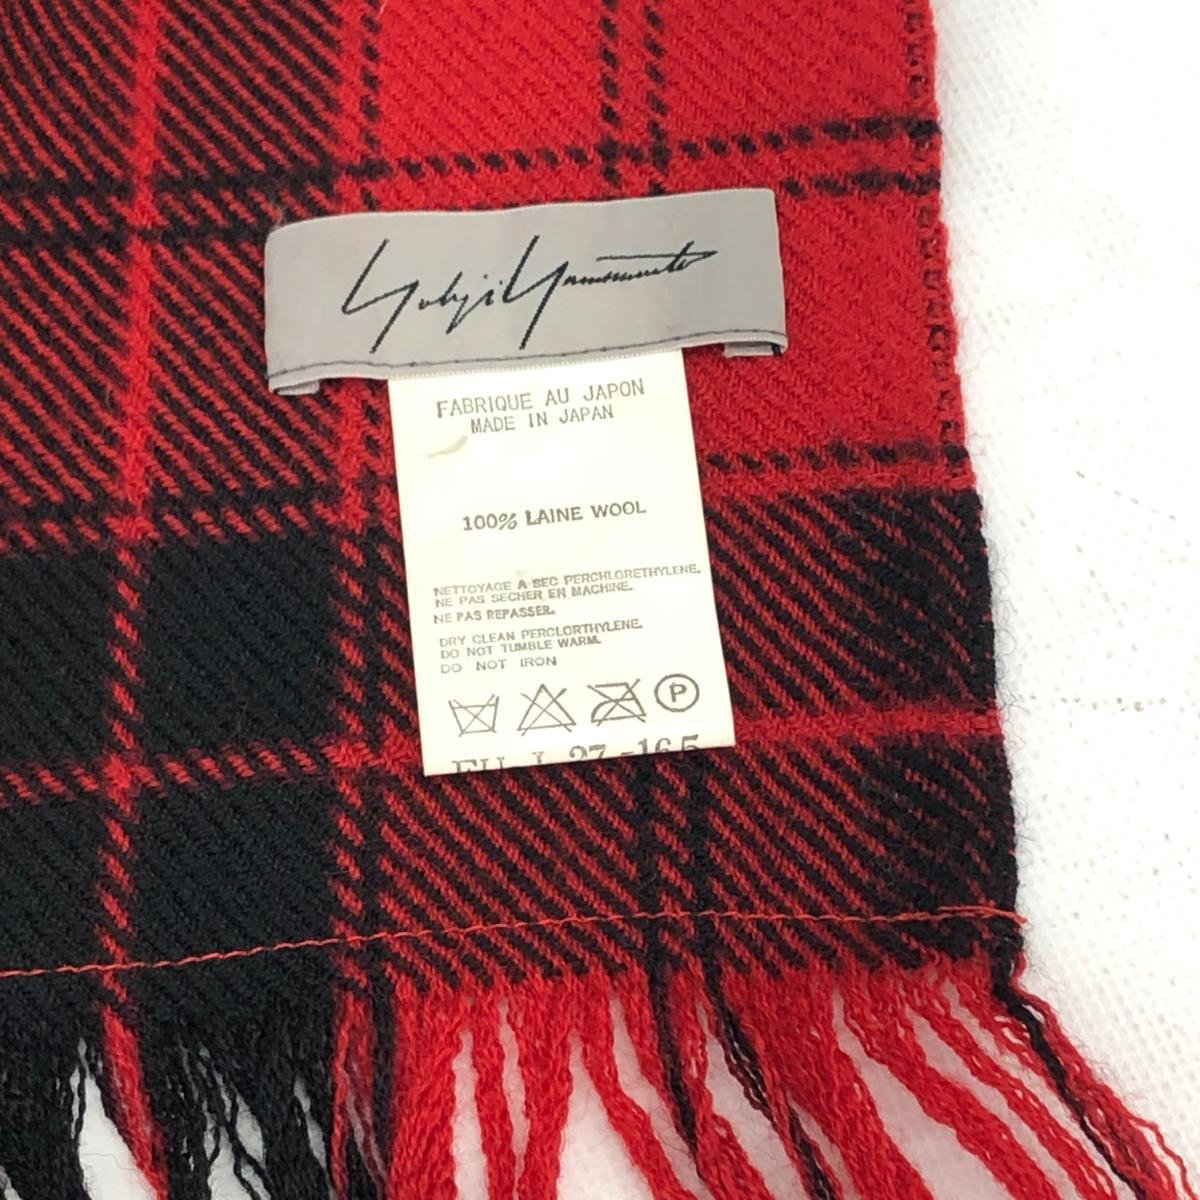 Yohji Yamamoto
FABRIQUE AU JAPON
MADE IN JAPAN
100% LAINE WOOL
NETTOYAGE A SEC PERCHLORETHYLENE.
NE PAS SECHER EN MACHINE.
NE PAS REPASSER.
DRY CLEAN PERCLORTHYLENE.
DO NOT TUMBLE WARM.
DO NOT IRON
P